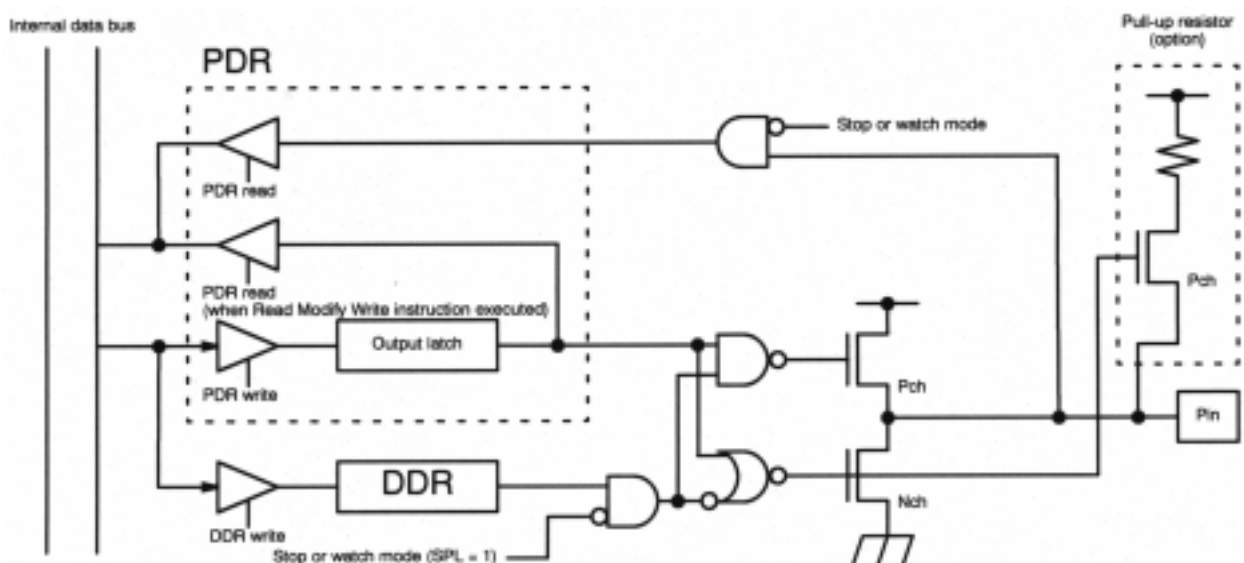 Internal data bus
Pull-up resistor
(option)
PDR
Stop or watch mode
PDR read
PDR read
(when Read Modify Write instruction executed)
Output latch
PDR write
Pch
Pch
Pin
DDR
Nch
DDR write
Stop or watch mode (SPL = 1)